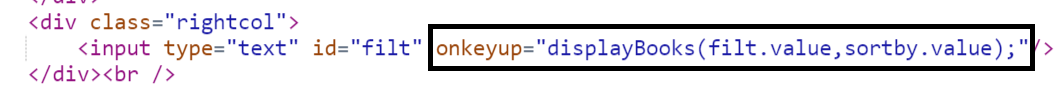 </div>
<div class="rightcol">
<input type="text" id="filt" onkeyup="displayBooks(filt.value,sortby.value);"/>
</div><br />